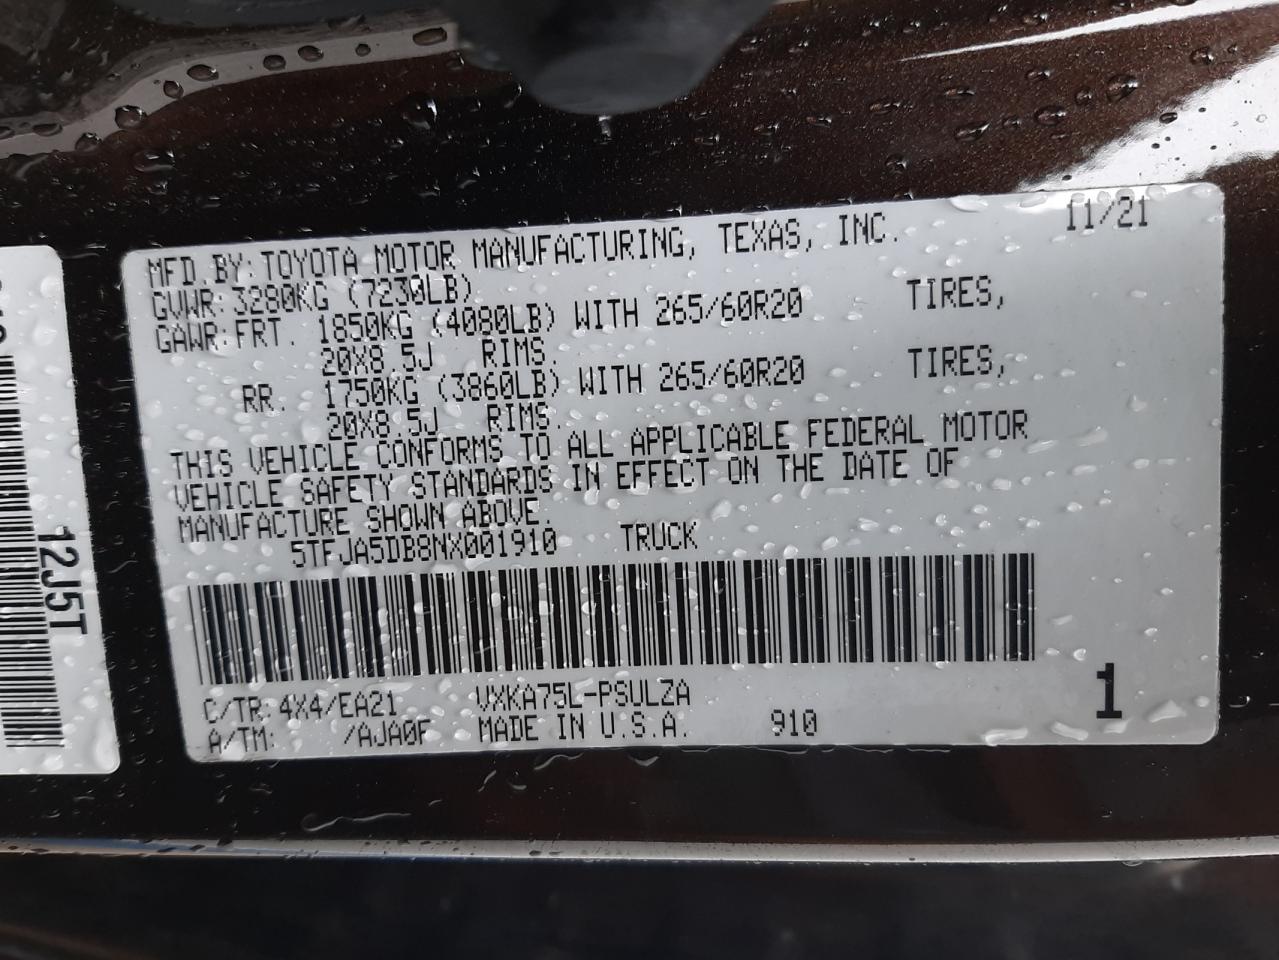 MFD. BY: TOYOTA MOTOR MANUFACTURING, TEXAS, INC. 11/21
GVWR: 3280KG (7230LB)
GAWR: FRT. 1850KG (4080LB) WITH 265/60R20 TIRES,
20X8.5J RIMS.
RR. 1750KG (3860LB) WITH 265/60R20 TIRES,
20X8.5J RIMS.
THIS VEHICLE CONFORMS TO ALL APPLICABLE FEDERAL MOTOR
VEHICLE SAFETY STANDARDS IN EFFECT ON THE DATE OF
MANUFACTURE SHOWN ABOVE.
5TFJA5DB8NX001910 TRUCK
C/TR: 4X4/EA21 VXKA75L-PSULZA
A/TM: /AJA0F MADE IN U.S.A. 910
1
12J5T